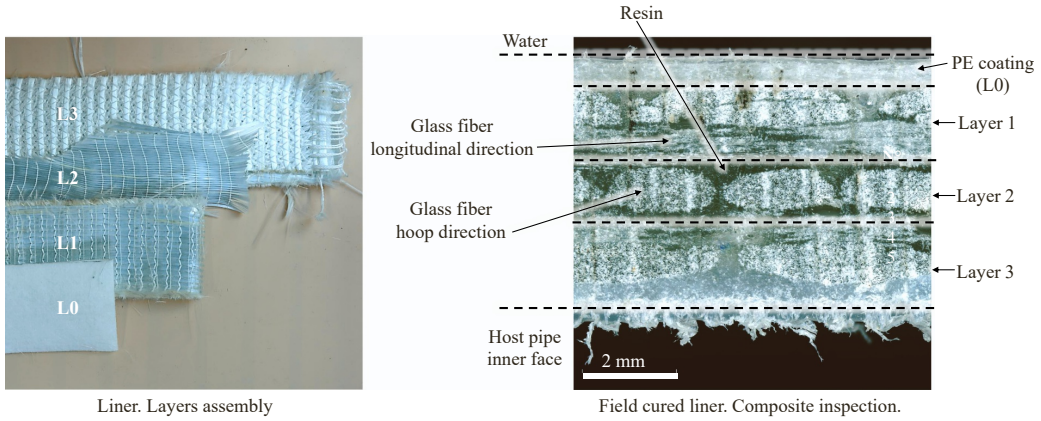 Resin
Water
PE coating
(L0)
L3
Glass fiber
longitudinal direction
Layer 1
L2
Layer 2
Glass fiber
hoop direction
L1
Layer 3
L0
Host pipe
inner face
2 mm
Liner. Layers assembly
Field cured liner. Composite inspection.